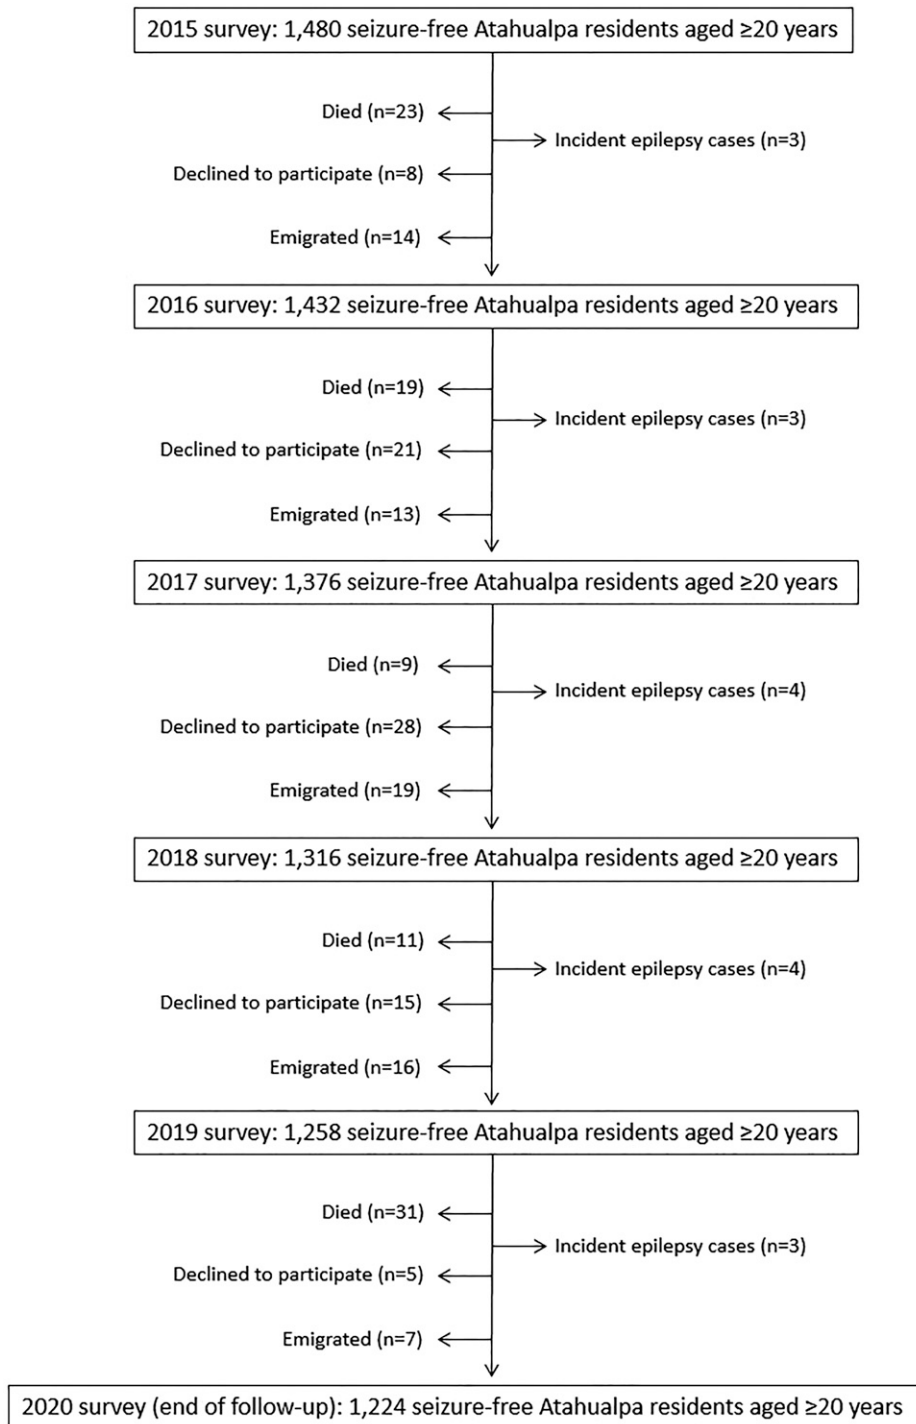 2015 survey: 1,480 seizure-free Atahualpa residents aged ≥20 years
Died (n=23)
Incident epilepsy cases (n=3)
Declined to participate (n=8)
Emigrated (n=14)
2016 survey: 1,432 seizure-free Atahualpa residents aged ≥20 years
Died (n=19)
Incident epilepsy cases (n=3)
Declined to participate (n=21)
Emigrated (n=13)
2017 survey: 1,376 seizure-free Atahualpa residents aged ≥20 years
Died (n=9)
Incident epilepsy cases (n=4)
Declined to participate (n=28)
Emigrated (n=19)
2018 survey: 1,316 seizure-free Atahualpa residents aged ≥20 years
Died (n=11)
Incident epilepsy cases (n=4)
Declined to participate (n=15)
Emigrated (n=16)
2019 survey: 1,258 seizure-free Atahualpa residents aged ≥20 years
Died (n=31)
Incident epilepsy cases (n=3)
Declined to participate (n=5)
Emigrated (n=7)
2020 survey (end of follow-up): 1,224 seizure-free Atahualpa residents aged ≥20 years